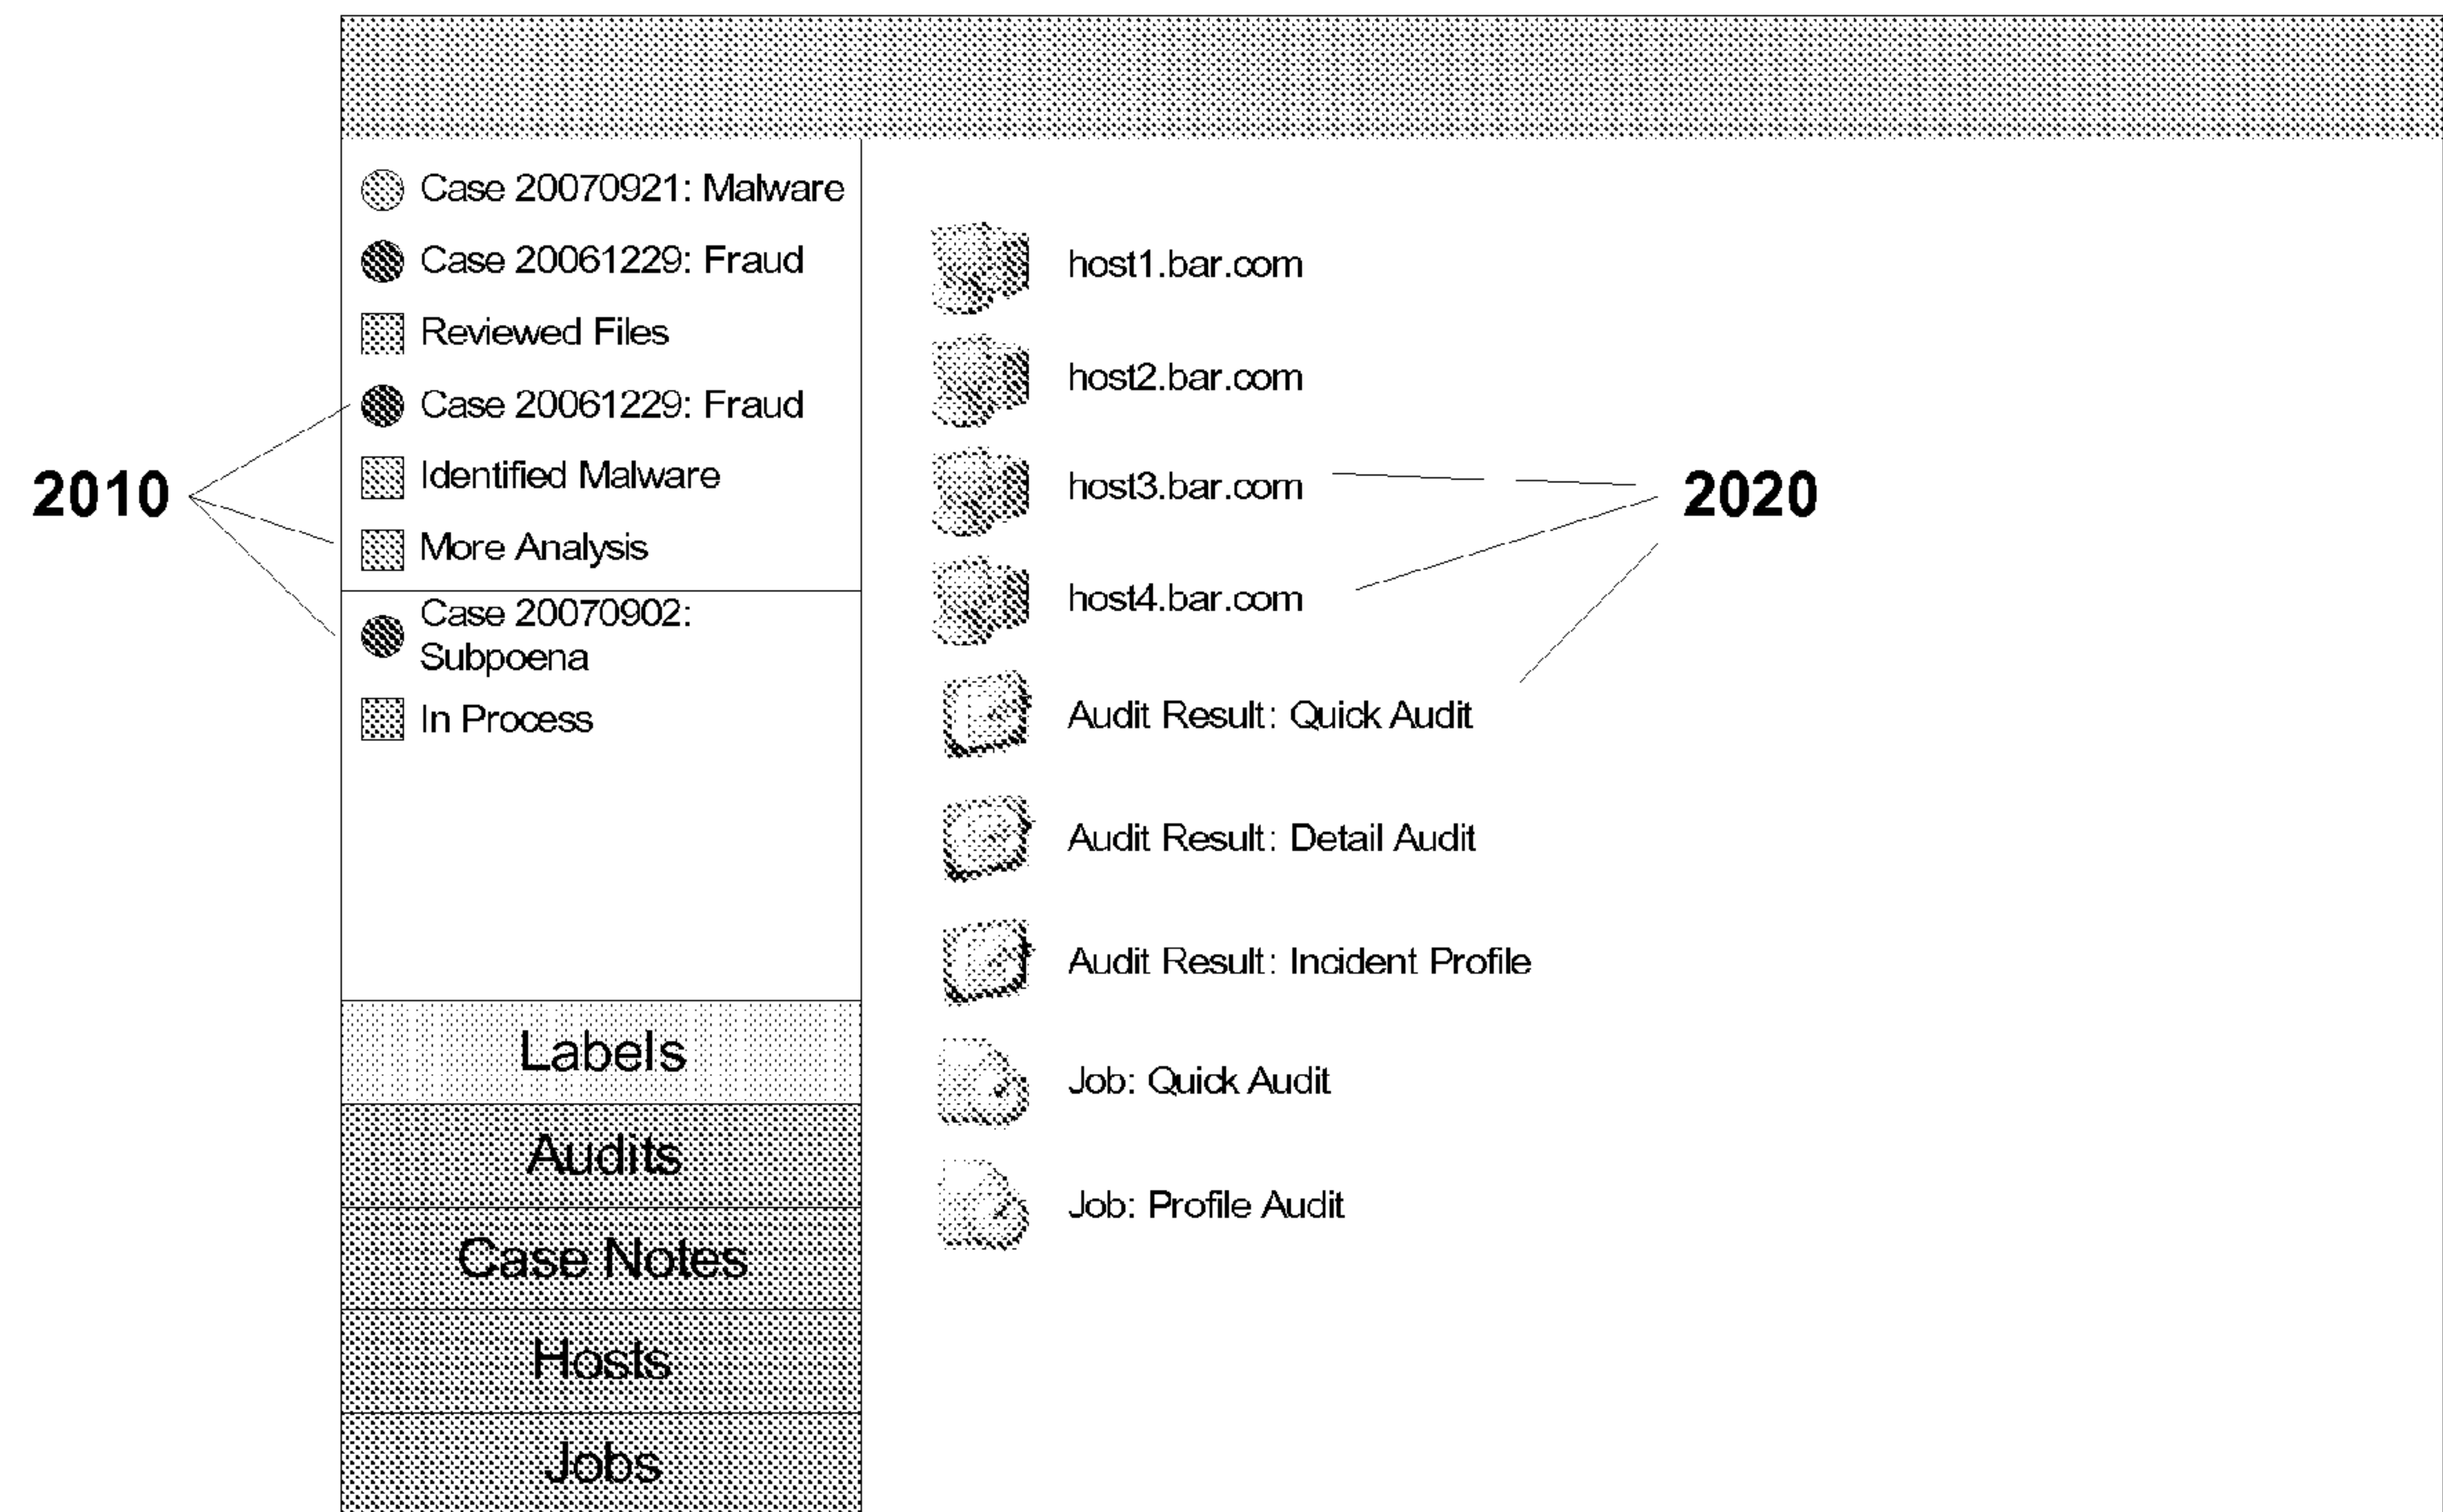 Case 20070921: Malware
Case 20061229: Fraud
Reviewed Files
Case 20061229: Fraud
Identified Malware
More Analysis
Case 20070902:
Subpoena
In Process
Labels
Audits
Case Notes
Hosts
Jobs
2010
host1.bar.com
host2.bar.com
host3.bar.com
host4.bar.com
Audit Result: Quick Audit
Audit Result: Detail Audit
Audit Result: Incident Profile
Job: Quick Audit
Job: Profile Audit
2020